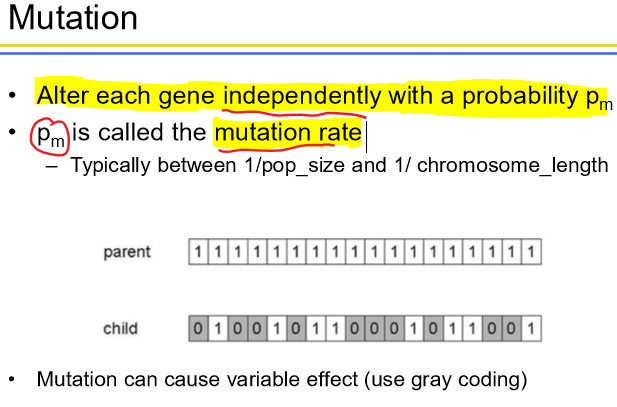 Mutation
• Alter each gene independently with a probability pm
• pm is called the mutation rate
– Typically between 1/pop_size and 1/ chromosome_length
parent 1 1 1 1 1 1 1 1 1 1 1 1 1 1 1 1 1 1
child 0 1 0 0 1 0 1 1 0 0 0 1 0 1 1 0 0 1
• Mutation can cause variable effect (use gray coding)